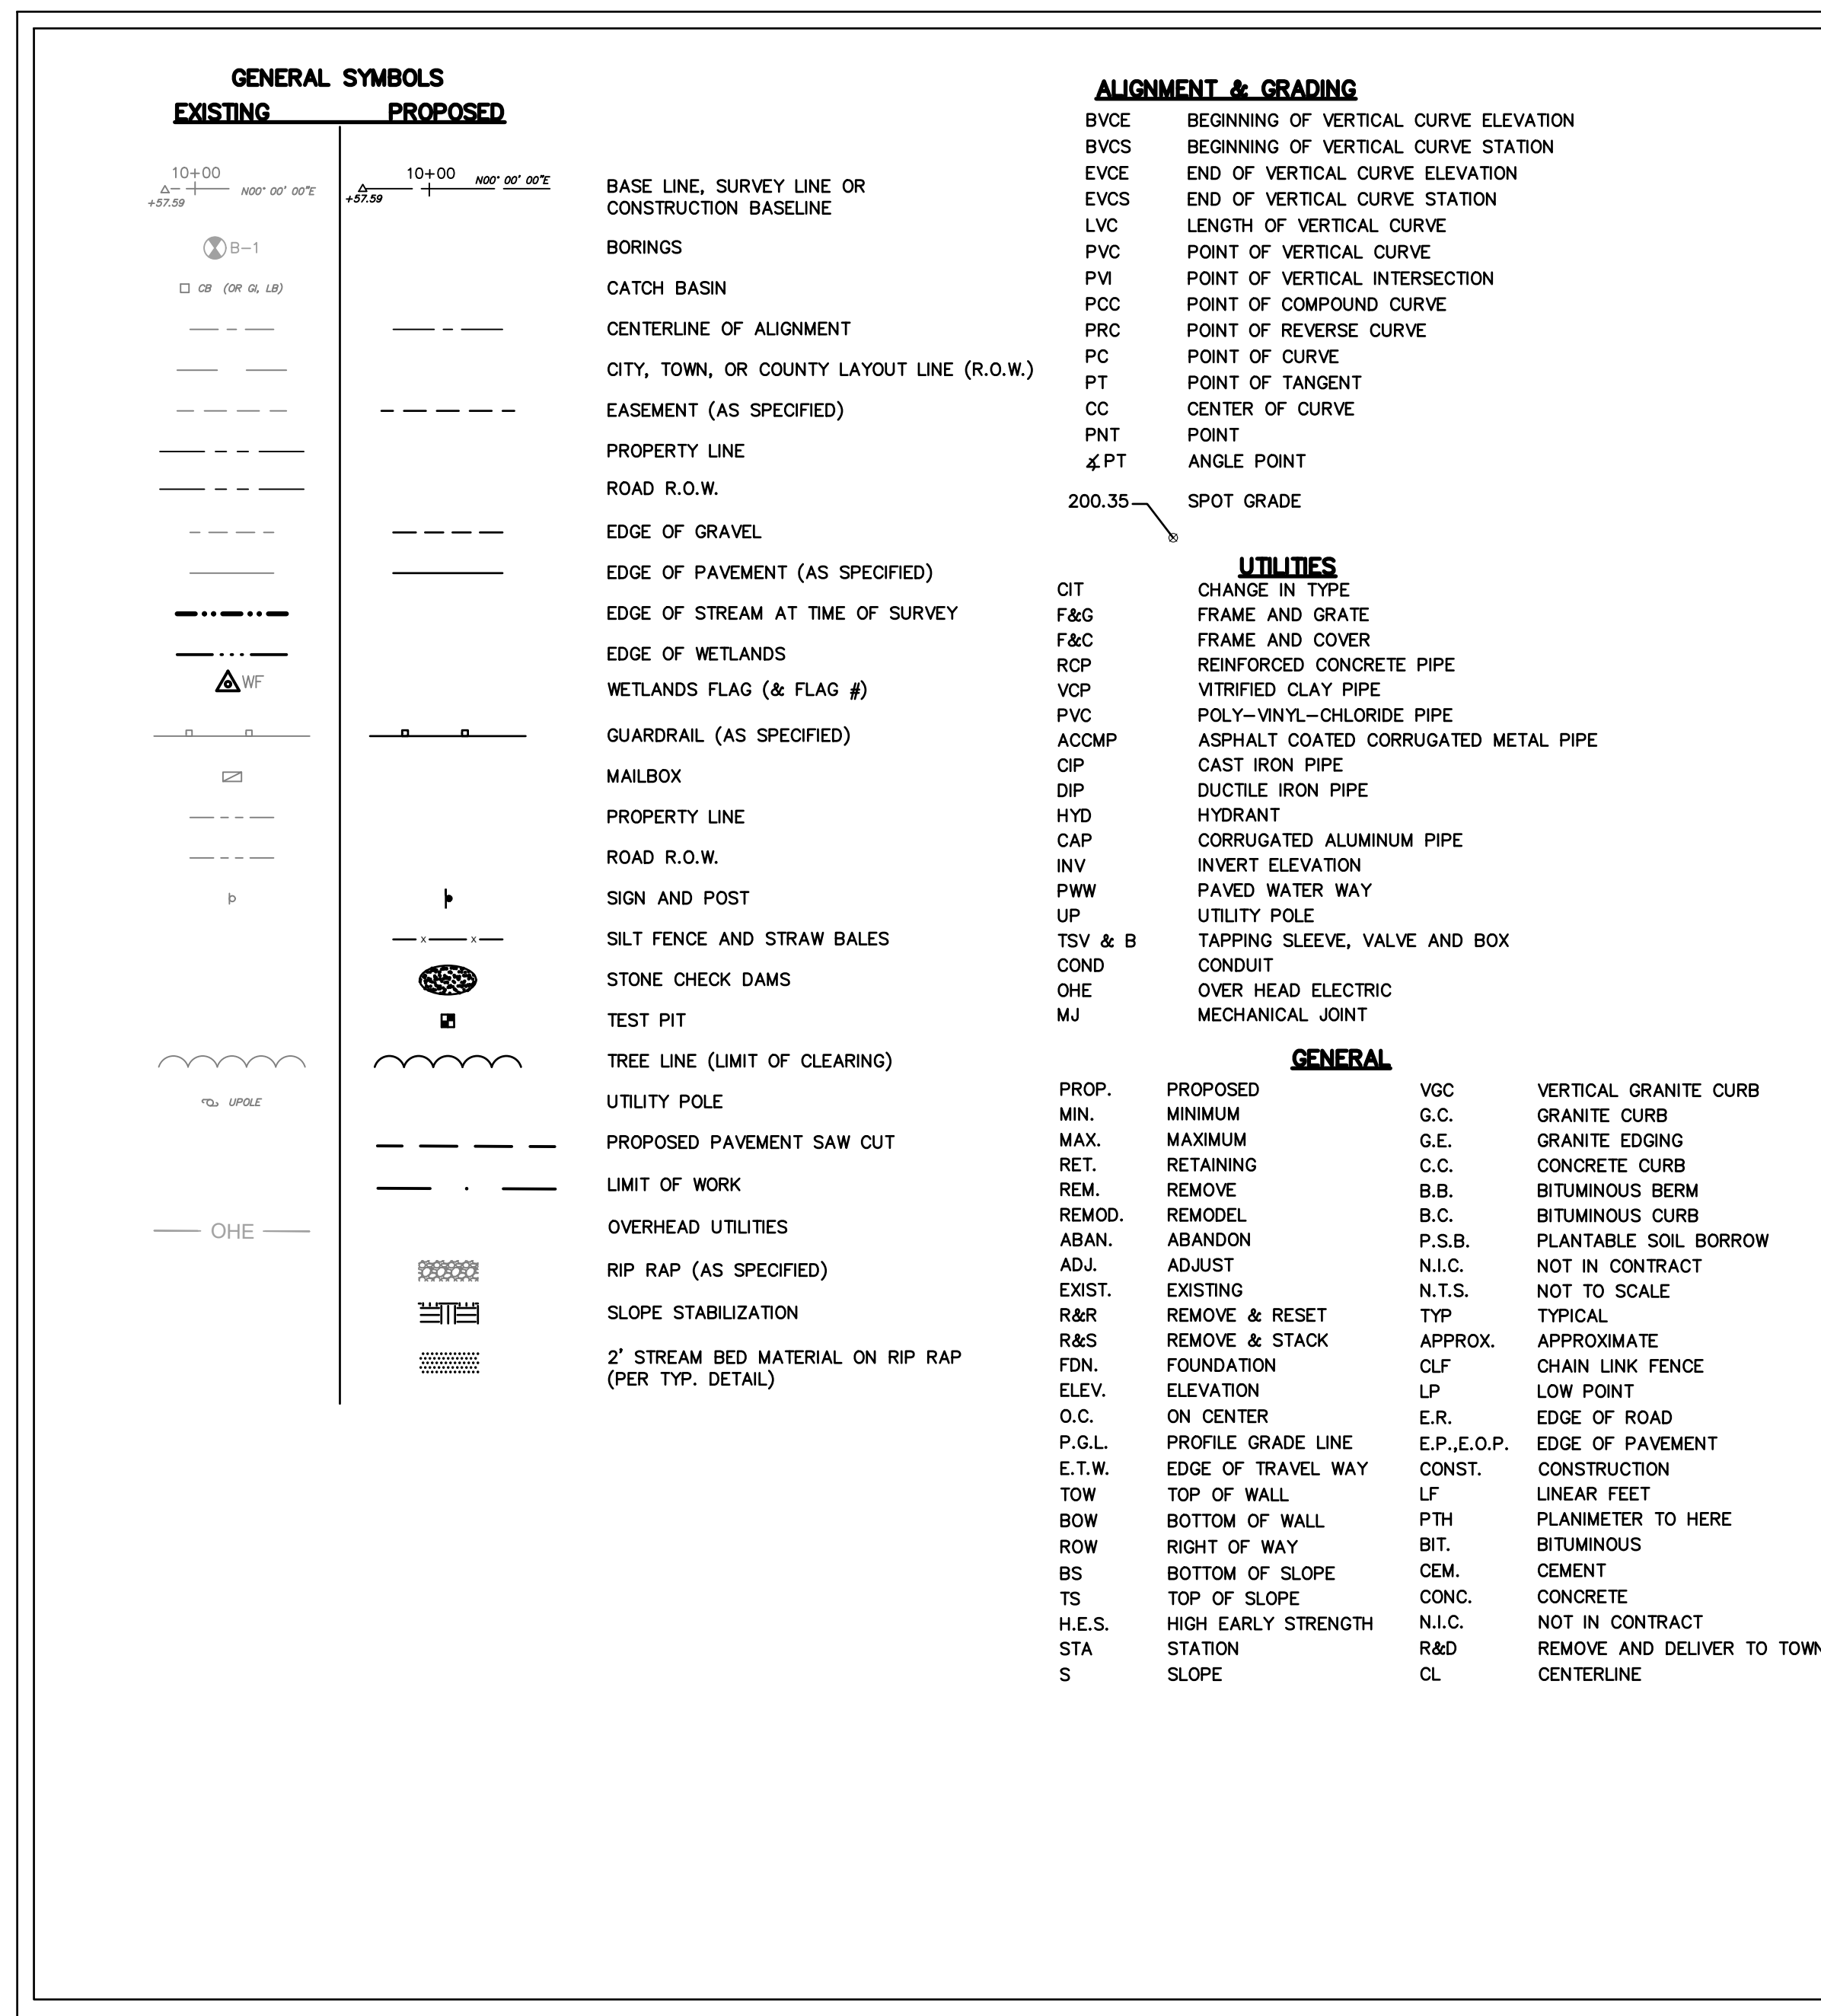 GENERAL SYMBOLS
EXISTING PROPOSED
10+00 N00° 00' 00"E +57.59
10+00 N00° 00' 00"E +57.59
BASE LINE, SURVEY LINE OR
CONSTRUCTION BASELINE
B-1 BORINGS
CB (OR GI, LB) CATCH BASIN
CENTERLINE OF ALIGNMENT
CITY, TOWN, OR COUNTY LAYOUT LINE (R.O.W.)
EASEMENT (AS SPECIFIED)
PROPERTY LINE
ROAD R.O.W.
EDGE OF GRAVEL
EDGE OF PAVEMENT (AS SPECIFIED)
EDGE OF STREAM AT TIME OF SURVEY
EDGE OF WETLANDS
WF WETLANDS FLAG (& FLAG #)
GUARDRAIL (AS SPECIFIED)
MAILBOX
PROPERTY LINE
ROAD R.O.W.
SIGN AND POST
x x SILT FENCE AND STRAW BALES
STONE CHECK DAMS
TEST PIT
TREE LINE (LIMIT OF CLEARING)
UPOLE UTILITY POLE
PROPOSED PAVEMENT SAW CUT
LIMIT OF WORK
OHE OVERHEAD UTILITIES
RIP RAP (AS SPECIFIED)
SLOPE STABILIZATION
2' STREAM BED MATERIAL ON RIP RAP
(PER TYP. DETAIL)
ALIGNMENT & GRADING
BVCE BEGINNING OF VERTICAL CURVE ELEVATION
BVCS BEGINNING OF VERTICAL CURVE STATION
EVCE END OF VERTICAL CURVE ELEVATION
EVCS END OF VERTICAL CURVE STATION
LVC LENGTH OF VERTICAL CURVE
PVC POINT OF VERTICAL CURVE
PVI POINT OF VERTICAL INTERSECTION
PCC POINT OF COMPOUND CURVE
PRC POINT OF REVERSE CURVE
PC POINT OF CURVE
PT POINT OF TANGENT
CC CENTER OF CURVE
PNT POINT
∡PT ANGLE POINT
200.35 SPOT GRADE
UTILITIES
CIT CHANGE IN TYPE
F&G FRAME AND GRATE
F&C FRAME AND COVER
RCP REINFORCED CONCRETE PIPE
VCP VITRIFIED CLAY PIPE
PVC POLY-VINYL-CHLORIDE PIPE
ACCMP ASPHALT COATED CORRUGATED METAL PIPE
CIP CAST IRON PIPE
DIP DUCTILE IRON PIPE
HYD HYDRANT
CAP CORRUGATED ALUMINUM PIPE
INV INVERT ELEVATION
PWW PAVED WATER WAY
UP UTILITY POLE
TSV & B TAPPING SLEEVE, VALVE AND BOX
COND CONDUIT
OHE OVER HEAD ELECTRIC
MJ MECHANICAL JOINT
GENERAL
PROP. PROPOSED VGC VERTICAL GRANITE CURB
MIN. MINIMUM G.C. GRANITE CURB
MAX. MAXIMUM G.E. GRANITE EDGING
RET. RETAINING C.C. CONCRETE CURB
REM. REMOVE B.B. BITUMINOUS BERM
REMOD. REMODEL B.C. BITUMINOUS CURB
ABAN. ABANDON P.S.B. PLANTABLE SOIL BORROW
ADJ. ADJUST N.I.C. NOT IN CONTRACT
EXIST. EXISTING N.T.S. NOT TO SCALE
R&R REMOVE & RESET TYP TYPICAL
R&S REMOVE & STACK APPROX. APPROXIMATE
FDN. FOUNDATION CLF CHAIN LINK FENCE
ELEV. ELEVATION LP LOW POINT
O.C. ON CENTER E.R. EDGE OF ROAD
P.G.L. PROFILE GRADE LINE E.P.,E.O.P. EDGE OF PAVEMENT
E.T.W. EDGE OF TRAVEL WAY CONST. CONSTRUCTION
TOW TOP OF WALL LF LINEAR FEET
BOW BOTTOM OF WALL PTH PLANIMETER TO HERE
ROW RIGHT OF WAY BIT. BITUMINOUS
BS BOTTOM OF SLOPE CEM. CEMENT
TS TOP OF SLOPE CONC. CONCRETE
H.E.S. HIGH EARLY STRENGTH N.I.C. NOT IN CONTRACT
STA STATION R&D REMOVE AND DELIVER TO TOWN
S SLOPE CL CENTERLINE